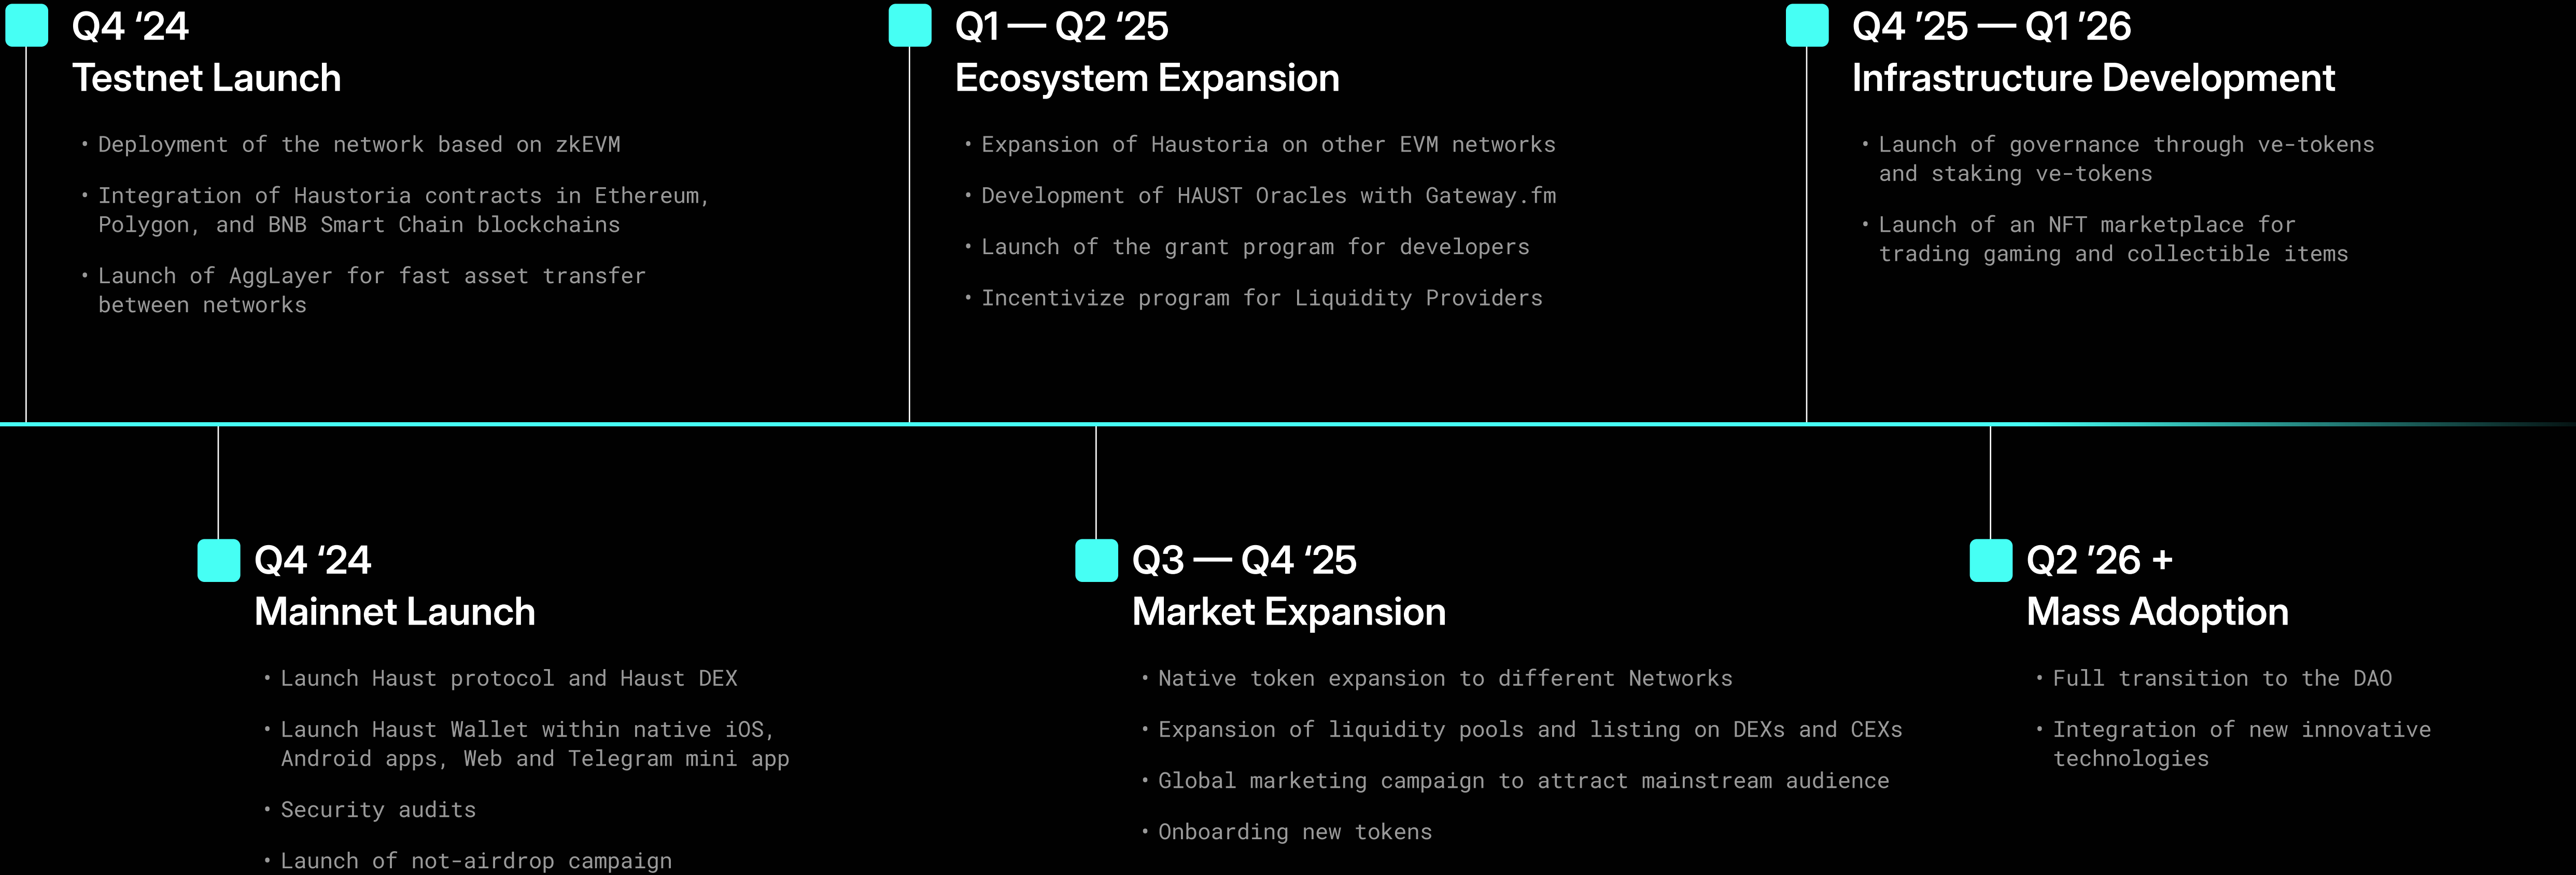 Q4 ‘24
Testnet Launch
• Deployment of the network based on zkEVM
• Integration of Haustoria contracts in Ethereum,
Polygon, and BNB Smart Chain blockchains
• Launch of AggLayer for fast asset transfer
between networks
Q1 — Q2 ‘25
Ecosystem Expansion
• Expansion of Haustoria on other EVM networks
• Development of HAUST Oracles with Gateway.fm
• Launch of the grant program for developers
• Incentivize program for Liquidity Providers
Q4 ’25 — Q1 ’26
Infrastructure Development
• Launch of governance through ve-tokens
and staking ve-tokens
• Launch of an NFT marketplace for
trading gaming and collectible items
Q4 ‘24
Mainnet Launch
• Launch Haust protocol and Haust DEX
• Launch Haust Wallet within native iOS,
Android apps, Web and Telegram mini app
• Security audits
• Launch of not-airdrop campaign
Q3 — Q4 ‘25
Market Expansion
• Native token expansion to different Networks
• Expansion of liquidity pools and listing on DEXs and CEXs
• Global marketing campaign to attract mainstream audience
• Onboarding new tokens
Q2 ’26 +
Mass Adoption
• Full transition to the DAO
• Integration of new innovative
technologies